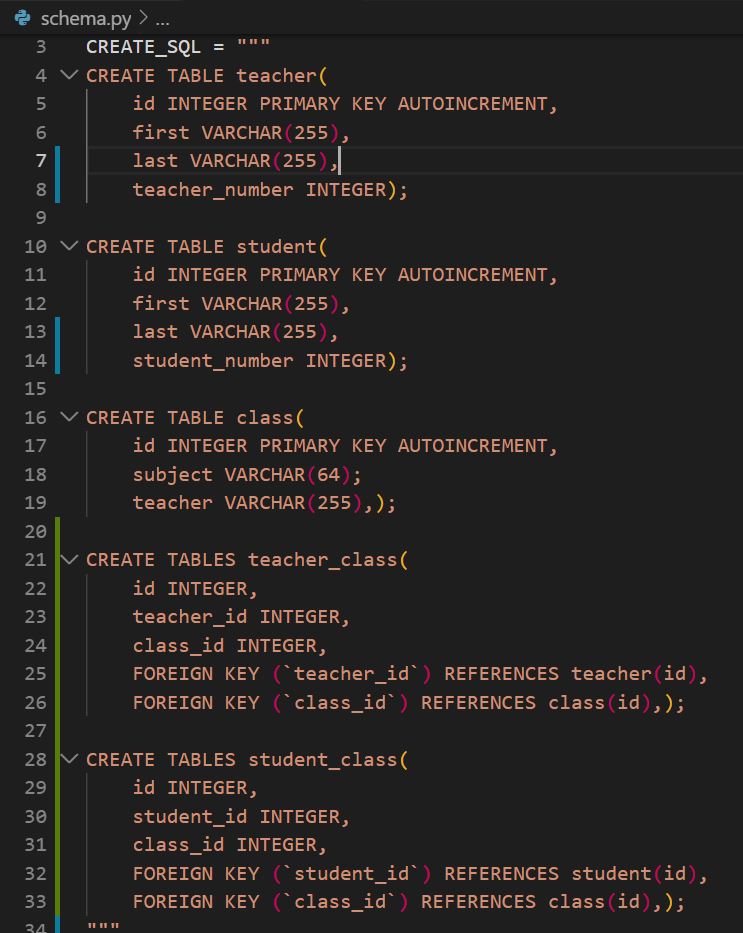 schema.py > ...
3 CREATE_SQL = """
4 CREATE TABLE teacher(
5 id INTEGER PRIMARY KEY AUTOINCREMENT,
6 first VARCHAR(255),
7 last VARCHAR(255),
8 teacher_number INTEGER);
9
10 CREATE TABLE student(
11 id INTEGER PRIMARY KEY AUTOINCREMENT,
12 first VARCHAR(255),
13 last VARCHAR(255),
14 student_number INTEGER);
15
16 CREATE TABLE class(
17 id INTEGER PRIMARY KEY AUTOINCREMENT,
18 subject VARCHAR(64);
19 teacher VARCHAR(255),);
20
21 CREATE TABLES teacher_class(
22 id INTEGER,
23 teacher_id INTEGER,
24 class_id INTEGER,
25 FOREIGN KEY (`teacher_id`) REFERENCES teacher(id),
26 FOREIGN KEY (`class_id`) REFERENCES class(id),);
27
28 CREATE TABLES student_class(
29 id INTEGER,
30 student_id INTEGER,
31 class_id INTEGER,
32 FOREIGN KEY (`student_id`) REFERENCES student(id),
33 FOREIGN KEY (`class_id`) REFERENCES class(id),);
34 """